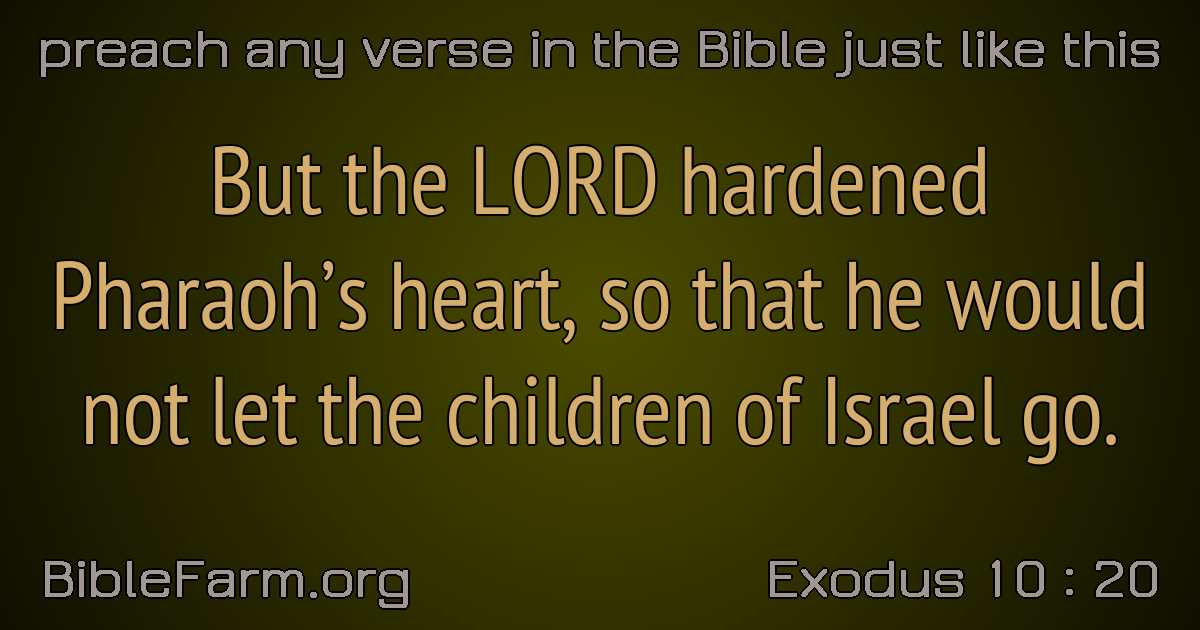 preach any verse in the Bible just like this
But the LORD hardened
Pharaoh’s heart, so that he would
not let the children of Israel go.
BibleFarm.org
Exodus 10 : 20